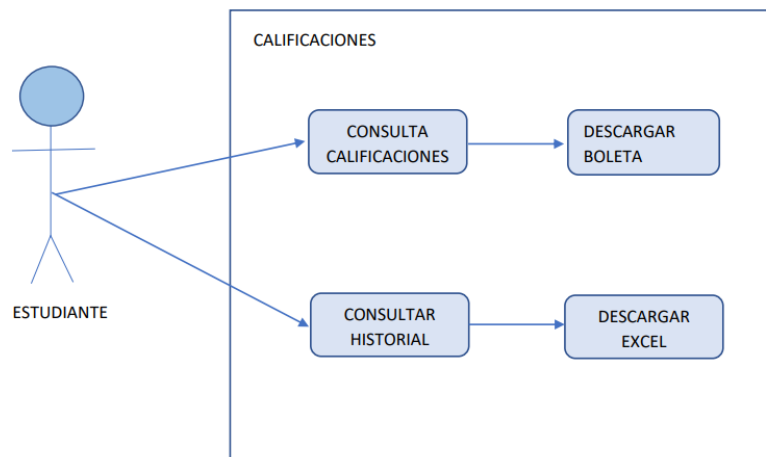 CALIFICACIONES
CONSULTA
CALIFICACIONES
DESCARGAR
BOLETA
ESTUDIANTE
CONSULTAR
HISTORIAL
DESCARGAR
EXCEL